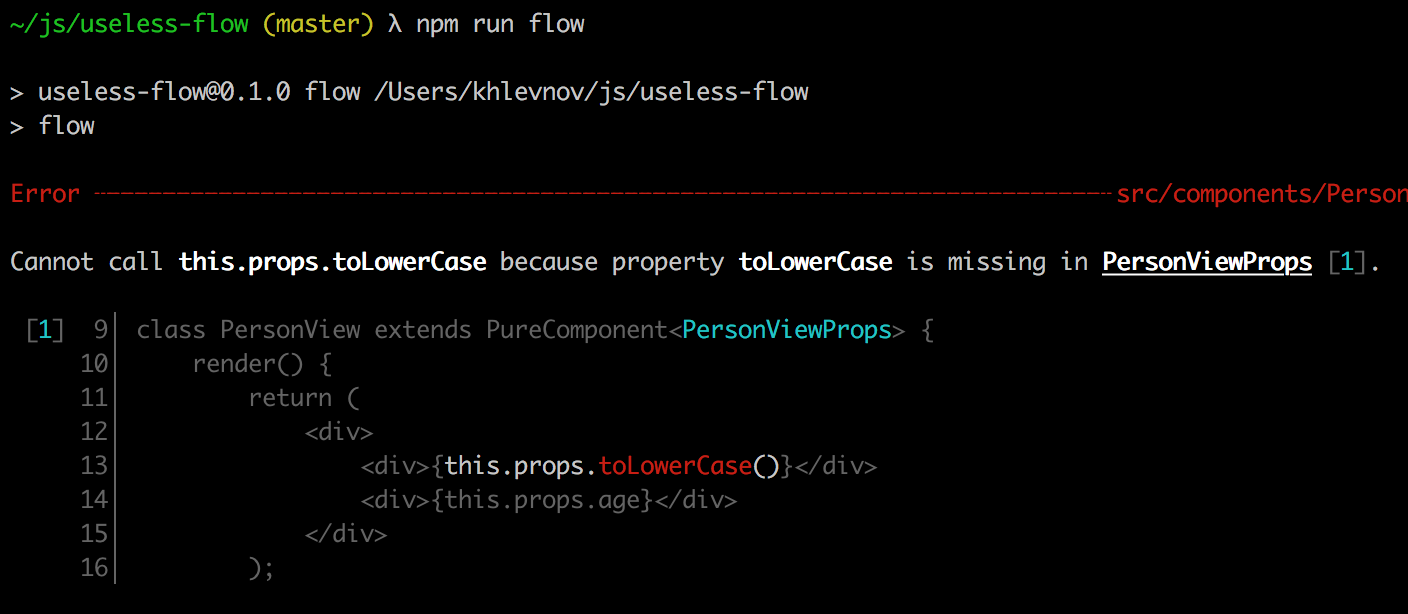 ~/js/useless-flow (master) λ npm run flow
> useless-flow@0.1.0 flow /Users/khlevnov/js/useless-flow
> flow
Error ------------------------------------------------------------------------ src/components/Person
Cannot call this.props.toLowerCase because property toLowerCase is missing in PersonViewProps [1].
[1]  9│ class PersonView extends PureComponent<PersonViewProps> {
    10│     render() {
    11│         return (
    12│             <div>
    13│                 <div>{this.props.toLowerCase()}</div>
    14│                 <div>{this.props.age}</div>
    15│             </div>
    16│         );